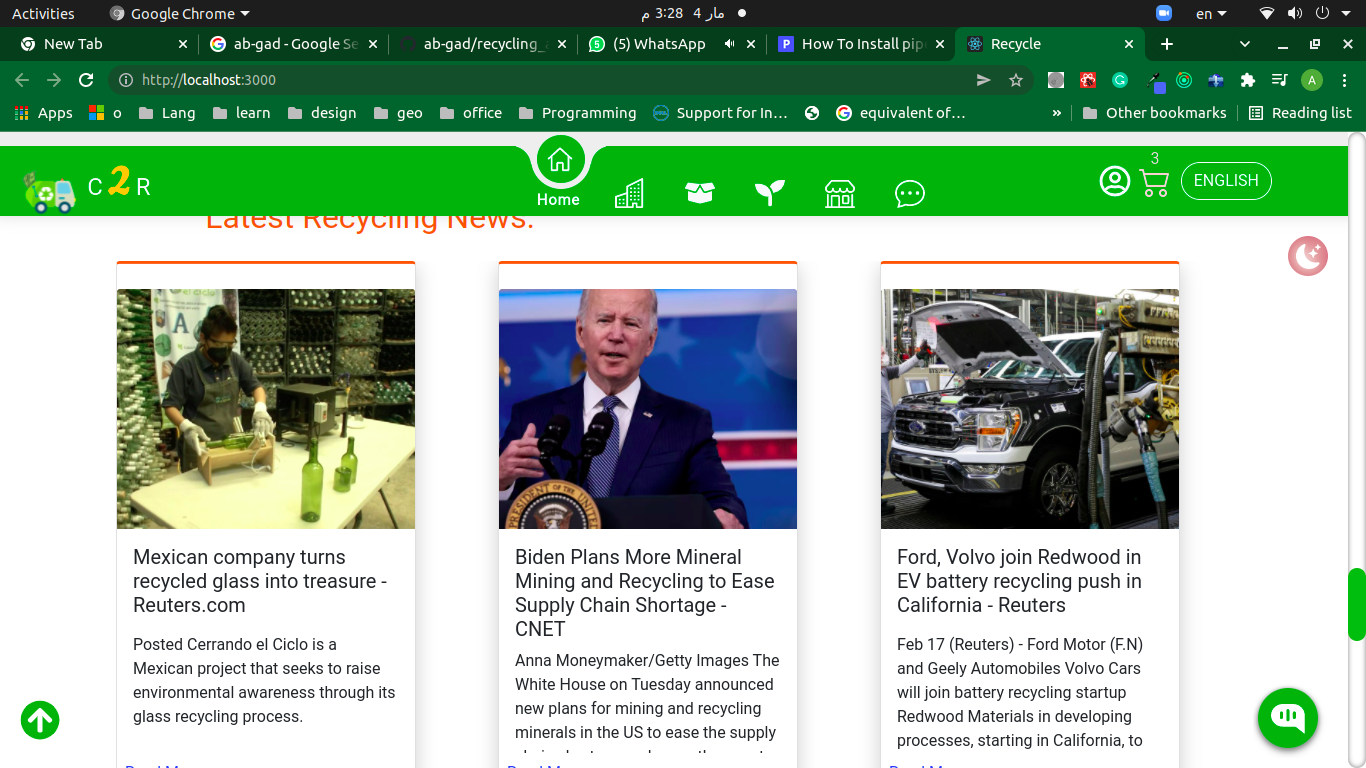 Activities
Google Chrome
3:28 م
4 مار
en
New Tab
ab-gad - Google Se
ab-gad/recycling_a
(5) WhatsApp
How To Install pip
Recycle
http://localhost:3000
A
Apps
o
Lang
learn
design
geo
office
Programming
Support for In...
equivalent of...
»
Other bookmarks
Reading list
C 2 R
Home
3
ENGLISH
Latest Recycling News:
Mexican company turns
recycled glass into treasure -
Reuters.com
Posted Cerrando el Ciclo is a
Mexican project that seeks to raise
environmental awareness through its
glass recycling process.
Biden Plans More Mineral
Mining and Recycling to Ease
Supply Chain Shortage -
CNET
Anna Moneymaker/Getty Images The
White House on Tuesday announced
new plans for mining and recycling
minerals in the US to ease the supply
Ford, Volvo join Redwood in
EV battery recycling push in
California - Reuters
Feb 17 (Reuters) - Ford Motor (F.N)
and Geely Automobiles Volvo Cars
will join battery recycling startup
Redwood Materials in developing
processes, starting in California, to